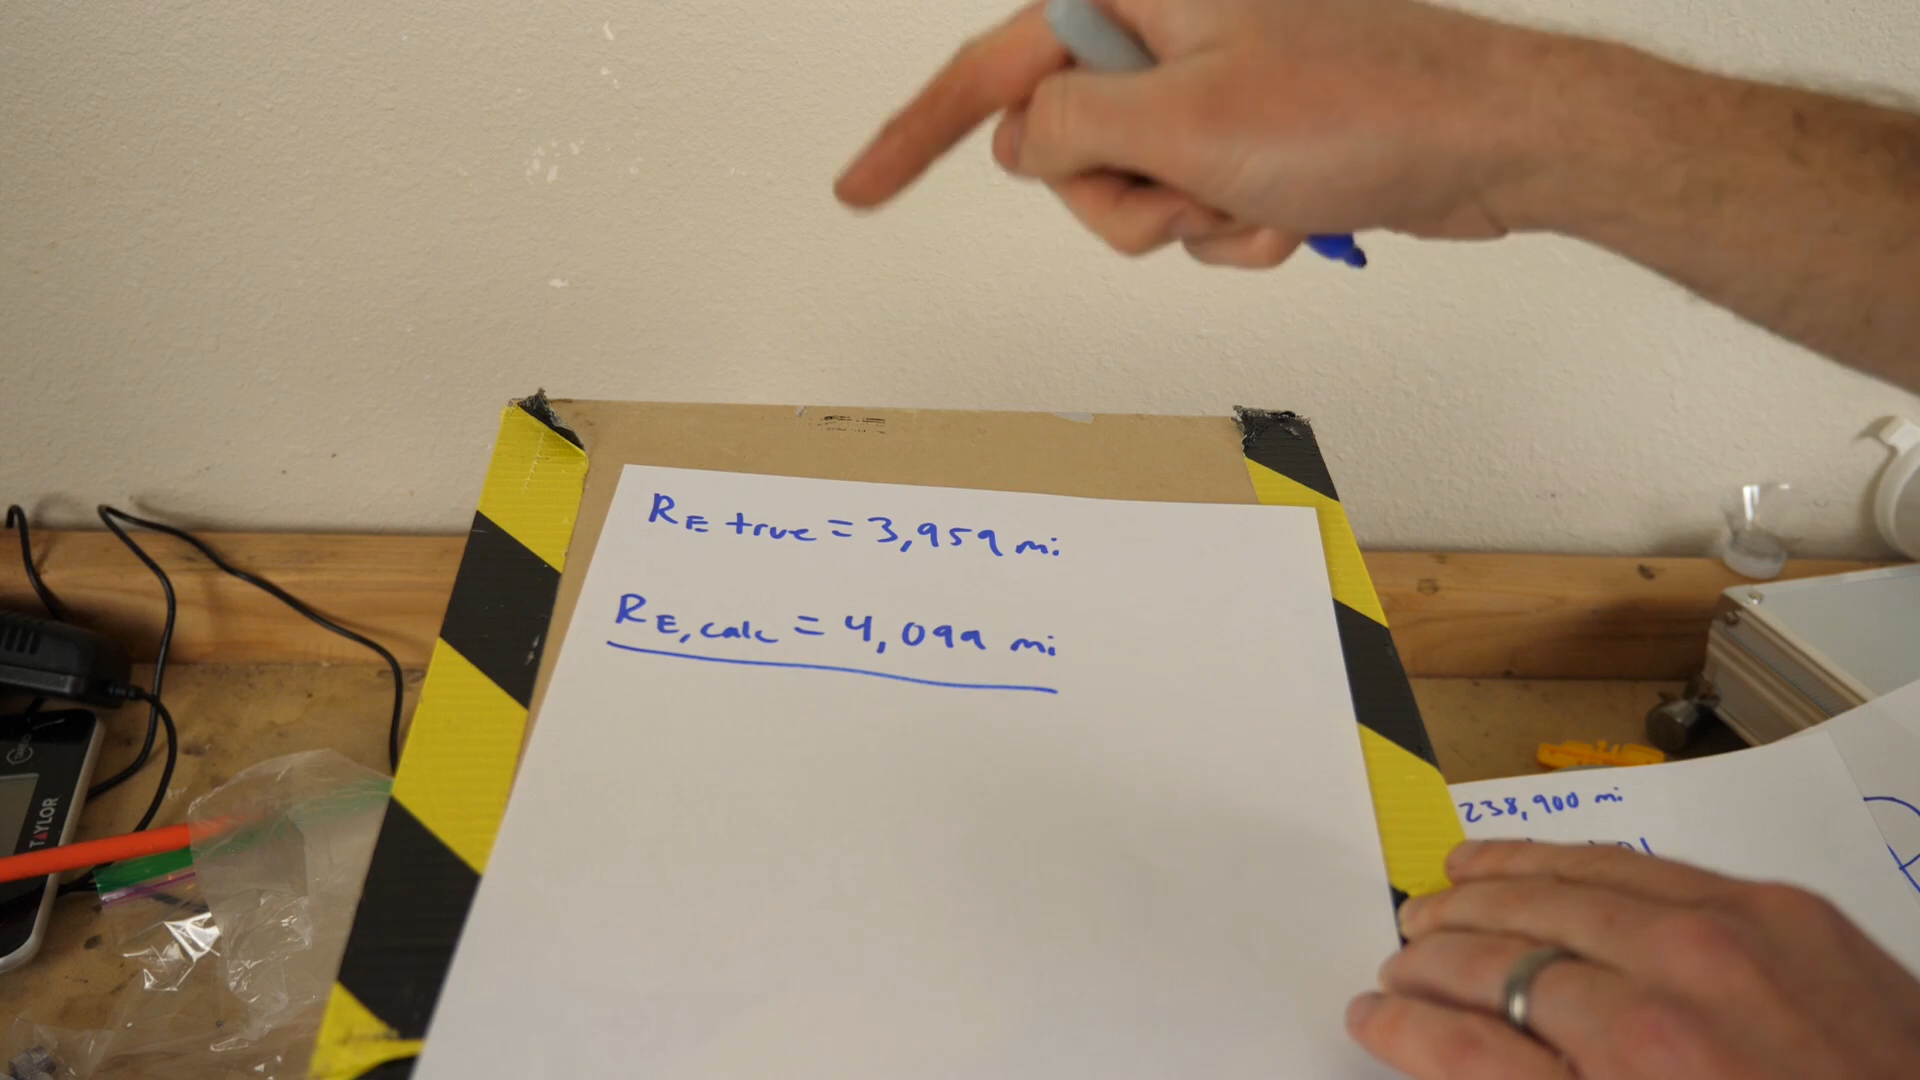 RE true = 3,959 mi
RE, calc = 4,099 mi
238,900 mi
TAYLOR